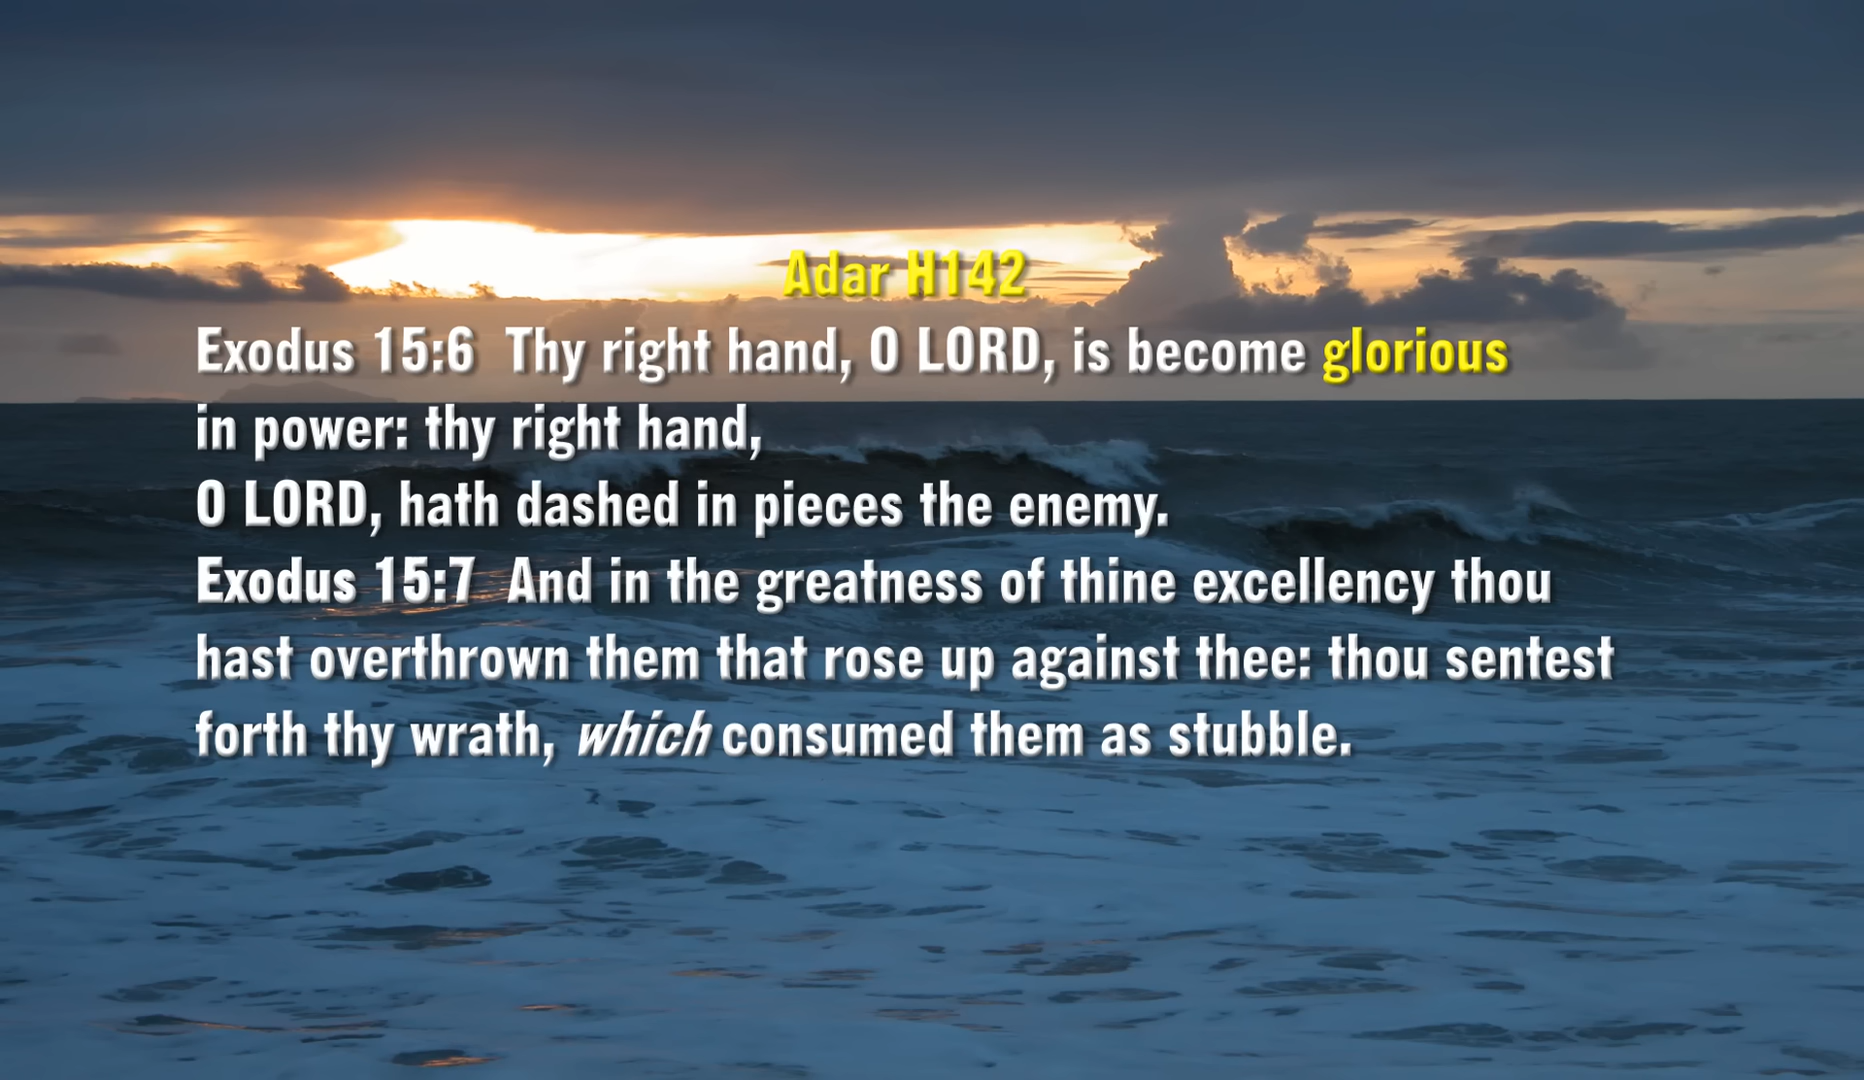 Adar H142
Exodus 15:6 Thy right hand, O LORD, is become glorious
in power: thy right hand,
O LORD, hath dashed in pieces the enemy.
Exodus 15:7 And in the greatness of thine excellency thou
hast overthrown them that rose up against thee: thou sentest
forth thy wrath, which consumed them as stubble.